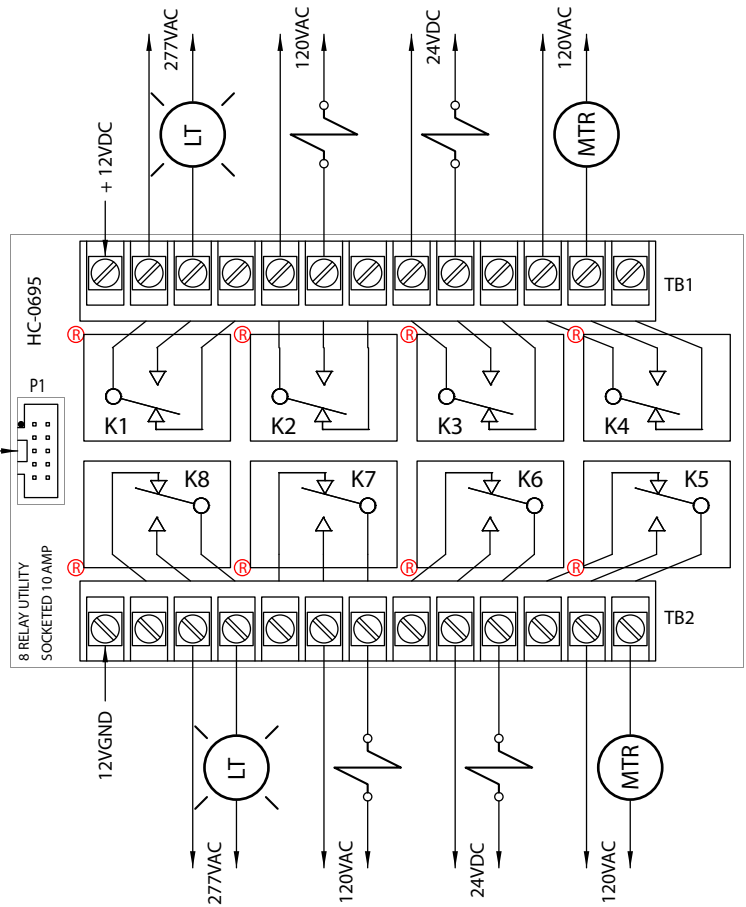 277VAC
120VAC
24VDC
120VAC
LT
MTR
+ 12VDC
HC-0695
TB1
P1
R
R
R
R
K1
K2
K3
K4
K8
K7
K6
K5
R
R
R
R
8 RELAY UTILITY
SOCKETED 10 AMP
TB2
12VGND
LT
MTR
277VAC
120VAC
24VDC
120VAC